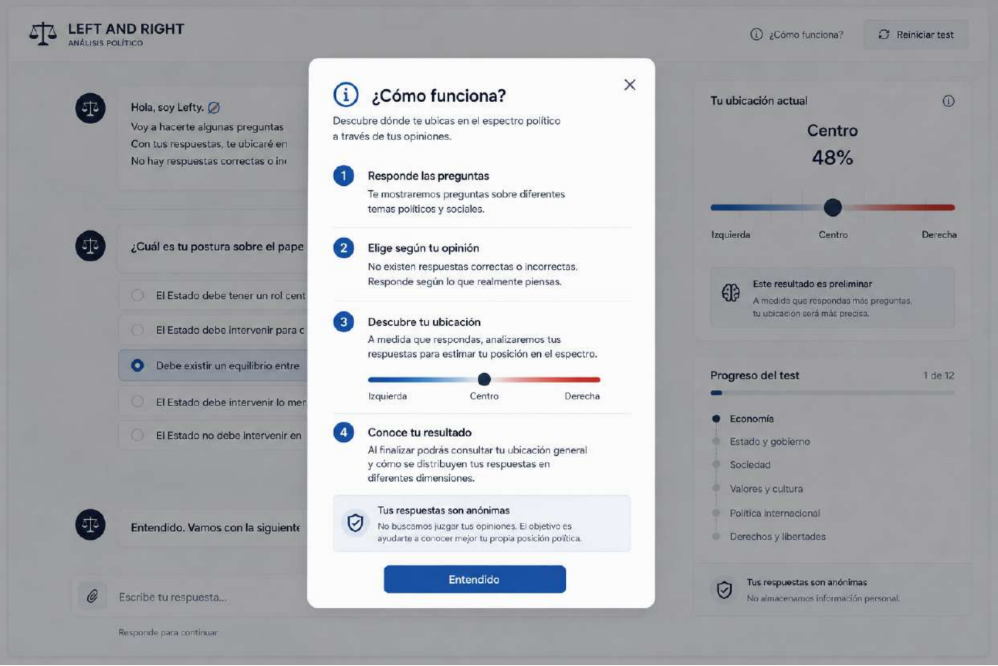 LEFT AND RIGHT
ANÁLISIS POLÍTICO
¿Cómo funciona?
Reiniciar test
Hola, soy Lefty.
Voy a hacerte algunas preguntas
Con tus respuestas, te ubicaré en
No hay respuestas correctas o in
¿Cuál es tu postura sobre el pape
El Estado debe tener un rol cent
El Estado debe intervenir para c
Debe existir un equilibrio entre
El Estado debe intervenir lo mer
El Estado no debe intervenir en
Entendido. Vamos con la siguiente
Escribe tu respuesta...
Responde para continuar
¿Cómo funciona?
Descubre dónde te ubicas en el espectro político
a través de tus opiniones.
1 Responde las preguntas
Te mostraremos preguntas sobre diferentes
temas políticos y sociales.
2 Elige según tu opinión
No existen respuestas correctas o incorrectas.
Responde según lo que realmente piensas.
3 Descubre tu ubicación
A medida que respondas, analizaremos tus
respuestas para estimar tu posición en el espectro.
Izquierda Centro Derecha
4 Conoce tu resultado
Al finalizar podrás consultar tu ubicación general
y cómo se distribuyen tus respuestas en
diferentes dimensiones.
Tus respuestas son anónimas
No buscamos juzgar tus opiniones. El objetivo es
ayudarte a conocer mejor tu propia posición política.
Entendido
Tu ubicación actual
Centro
48%
Izquierda Centro Derecha
Este resultado es preliminar
A medida que respondas más preguntas,
tu ubicación será más precisa.
Progreso del test 1 de 12
Economía
Estado y gobierno
Sociedad
Valores y cultura
Política internacional
Derechos y libertades
Tus respuestas son anónimas
No almacenamos información personal.